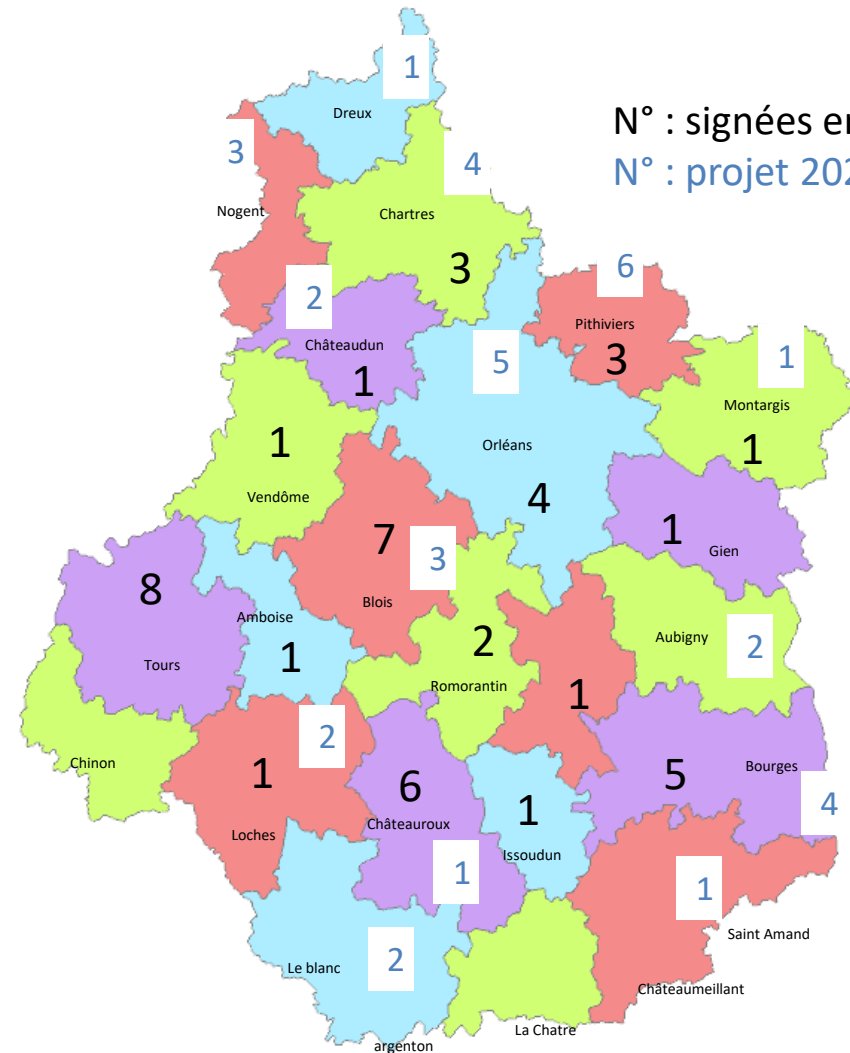 1
Dreux
N° : signées en
3
4
N° : projet 202
Nogent
Chartres
3
6
2
Pithiviers
Châteaudun
5
3
1
1
Montargis
1
Orléans
1
Vendôme
4
7
3
1
Gien
8
Blois
Amboise
2
Aubigny
2
1
Tours
Romorantin
1
2
Chinon
1
6
5
Bourges
4
Loches
Châteauroux
1
Issoudun
1
1
Saint Amand
Le blanc
2
Châteaumeillant
La Chatre
argenton